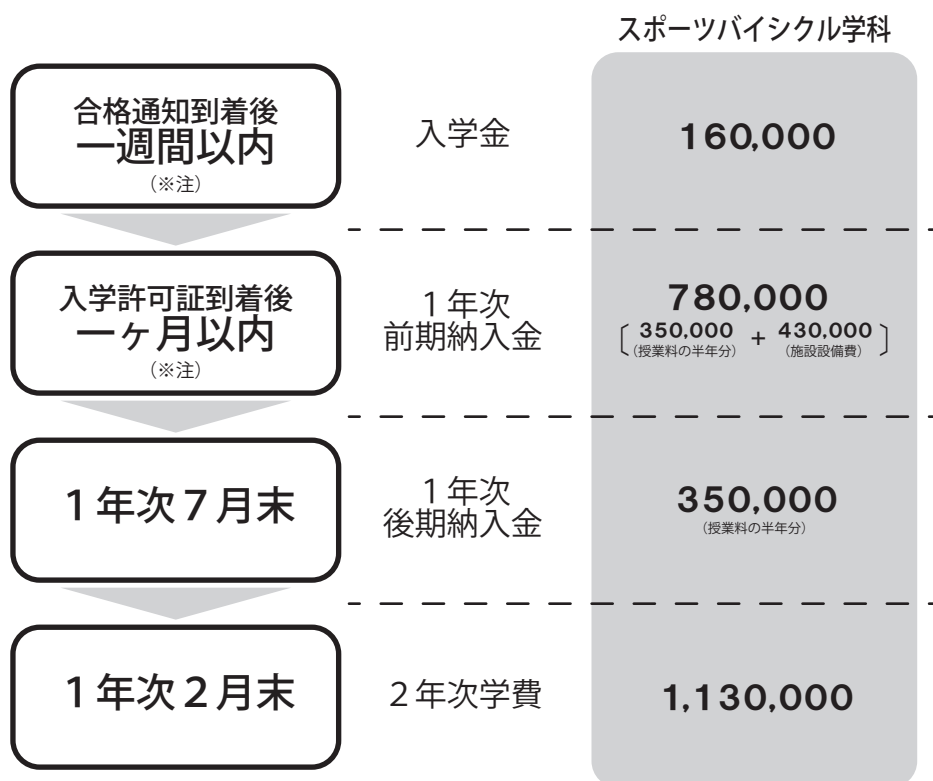 スポーツバイシクル学科
合格通知到着後
一週間以内
（※注）
入学金
160,000
入学許可証到着後
一ヶ月以内
（※注）
1年次
前期納入金
780,000
〔 350,000 + 430,000 〕
（授業料の半年分） （施設設備費）
1年次7月末
1年次
後期納入金
350,000
（授業料の半年分）
1年次2月末
2年次学費
1,130,000